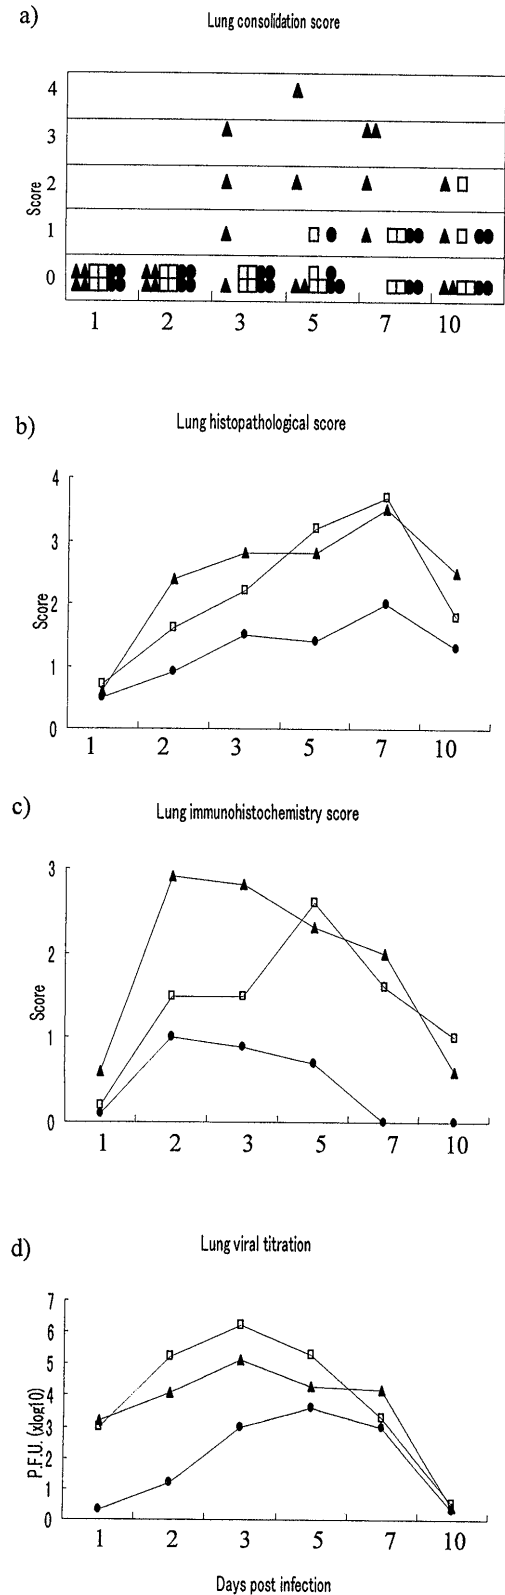 a)
Lung consolidation score
4
3
2
1
0
Score
1 2 3 5 7 10
b)
Lung histopathological score
4
3
2
1
0
Score
1 2 3 5 7 10
c)
Lung immunohistochemistry score
3
2
1
0
Score
1 2 3 5 7 10
d)
Lung viral titration
7
6
5
4
3
2
1
0
P.F.U. (xlog10)
1 2 3 5 7 10
Days post infection